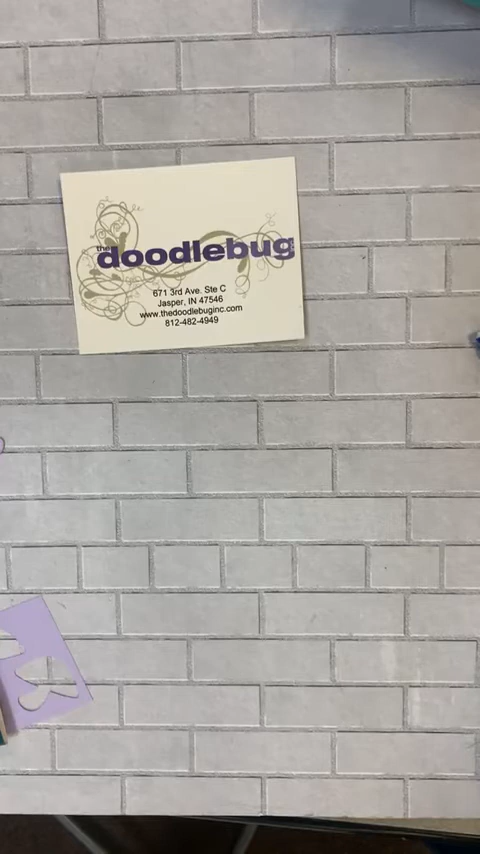 the doodlebug
671 3rd Ave. Ste C
Jasper, IN 47546
www.thedoodlebuginc.com
812-482-4949